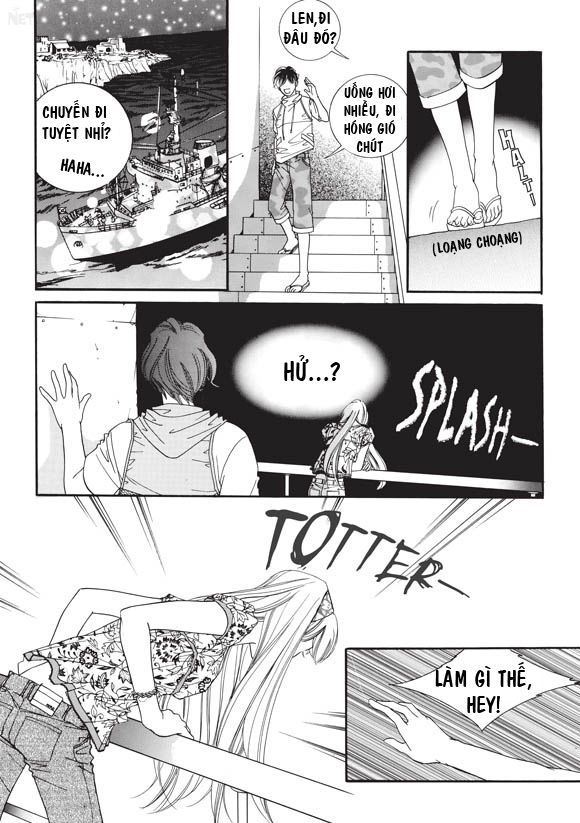 NET
CHUYẾN ĐI
TUYỆT NHỈ?
HAHA...
LEN,ĐI
ĐÂU ĐÓ?
UỐNG HƠI
NHIỀU, ĐI
HÓNG GIÓ
CHÚT
HALT!
(LOẠNG CHOẠNG)
HỬ...?
SPLASH—
TOTTER—
LÀM GÌ THẾ,
HEY!